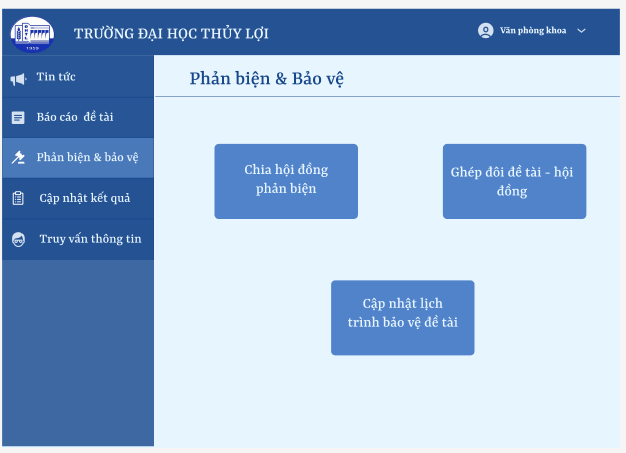 TRƯỜNG ĐẠI HỌC THỦY LỢI
Văn phòng khoa
1959
Tin tức
Phản biện & Bảo vệ
Báo cáo đề tài
Phản biện & bảo vệ
Cập nhật kết quả
Truy vấn thông tin
Chia hội đồng
phản biện
Ghép đôi đề tài - hội
đồng
Cập nhật lịch
trình bảo vệ đề tài